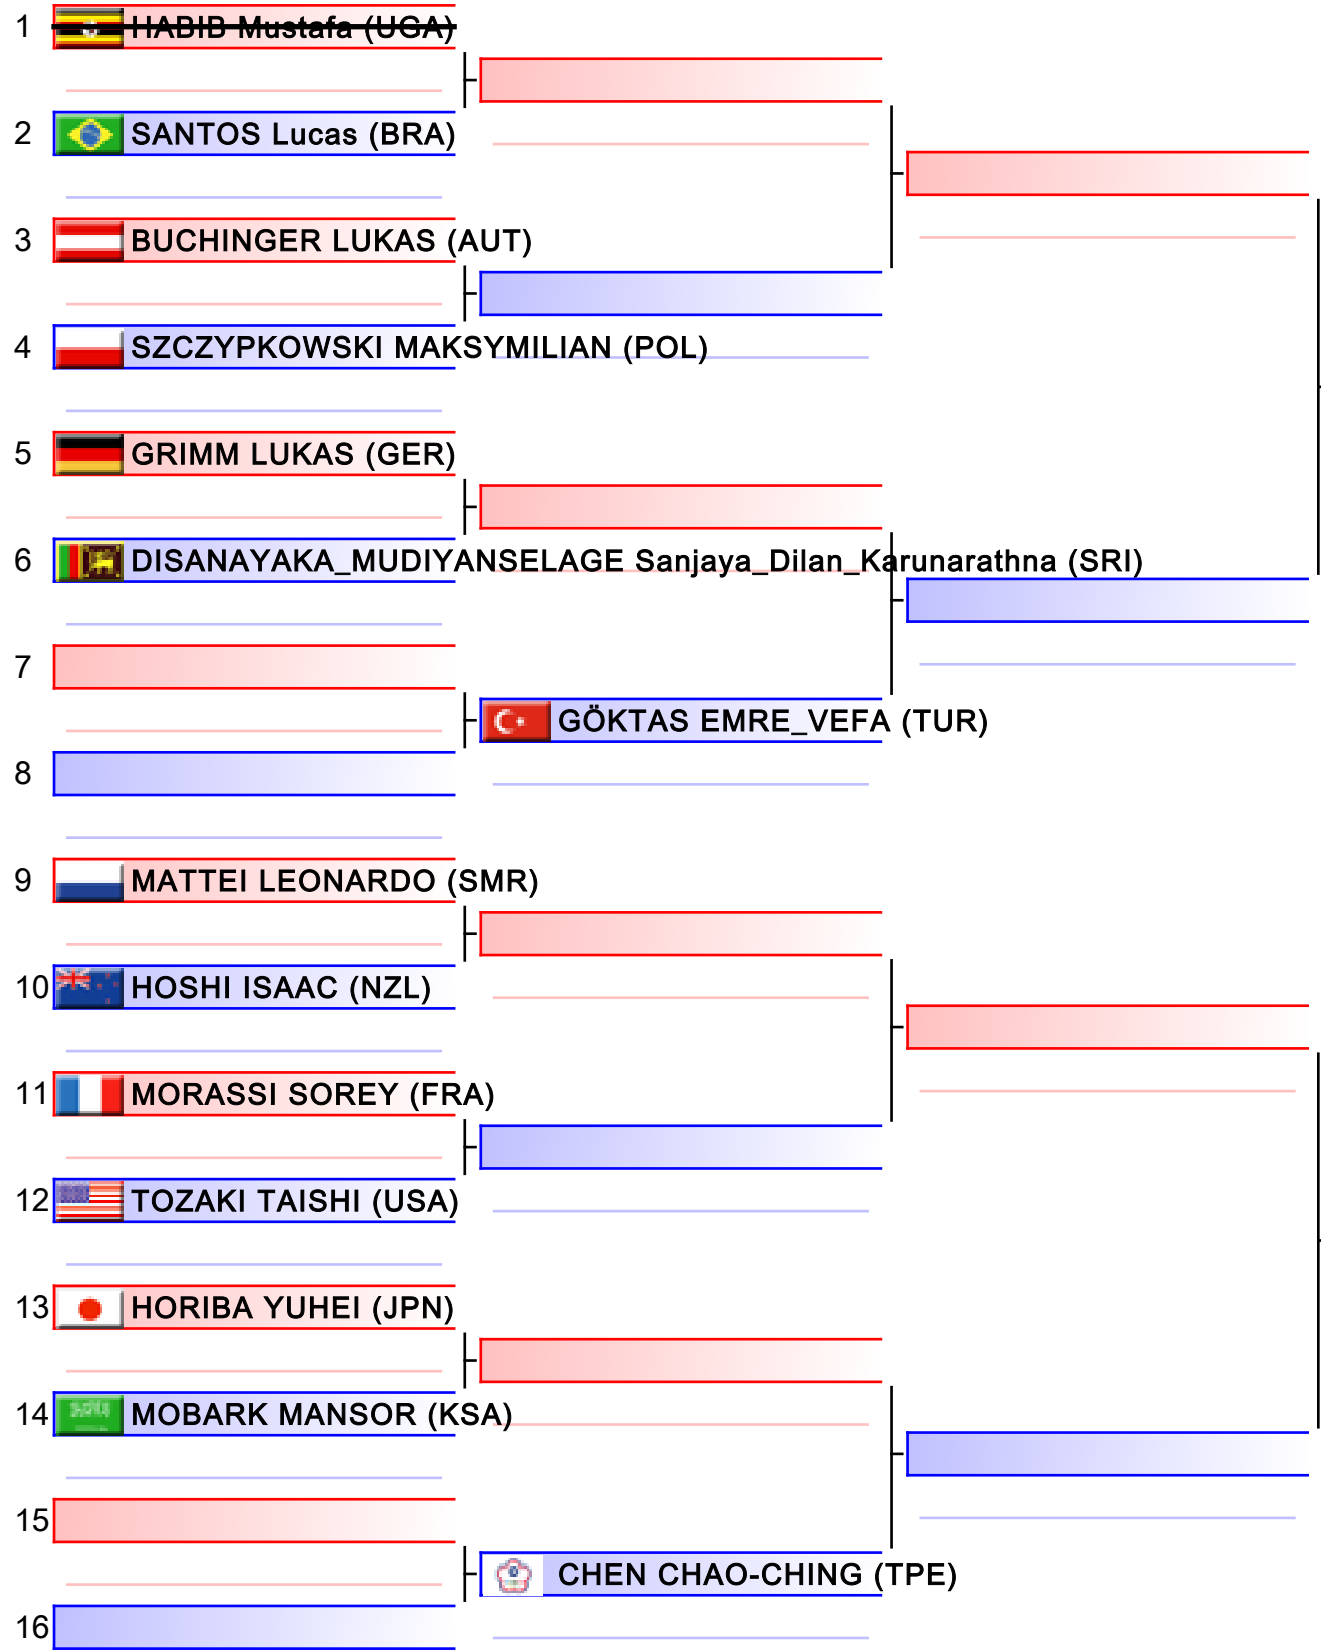 1 HABIB Mustafa (UGA)
2 SANTOS Lucas (BRA)
3 BUCHINGER LUKAS (AUT)
4 SZCZYPKOWSKI MAKSYMILIAN (POL)
5 GRIMM LUKAS (GER)
6 DISANAYAKA_MUDIYANSELAGE Sanjaya_Dilan_Karunarathna (SRI)
7
GÖKTAS EMRE_VEFA (TUR)
8
9 MATTEI LEONARDO (SMR)
10 HOSHI ISAAC (NZL)
11 MORASSI SOREY (FRA)
12 TOZAKI TAISHI (USA)
13 HORIBA YUHEI (JPN)
14 MOBARK MANSOR (KSA)
15
CHEN CHAO-CHING (TPE)
16